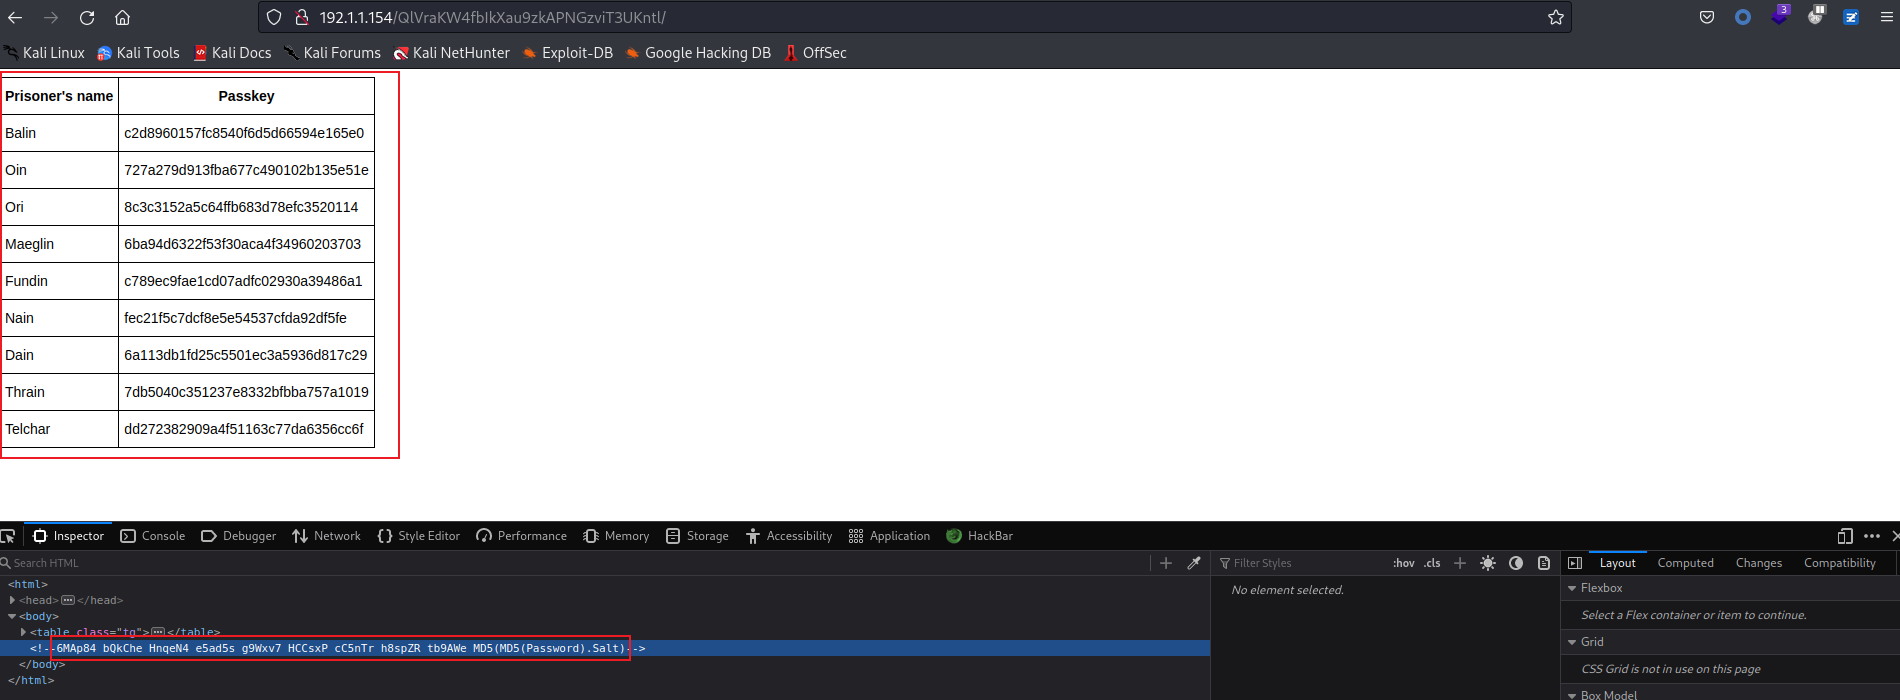 192.1.1.154/QlVraKW4fbIkXau9zkAPNGzviT3UKntl/
3
Kali Linux Kali Tools Kali Docs Kali Forums Kali NetHunter Exploit-DB Google Hacking DB OffSec
Prisoner's name Passkey
Balin c2d8960157fc8540f6d5d66594e165e0
Oin 727a279d913fba677c490102b135e51e
Ori 8c3c3152a5c64ffb683d78efc3520114
Maeglin 6ba94d6322f53f30aca4f34960203703
Fundin c789ec9fae1cd07adfc02930a39486a1
Nain fec21f5c7dcf8e5e54537cfda92df5fe
Dain 6a113db1fd25c5501ec3a5936d817c29
Thrain 7db5040c351237e8332bfbba757a1019
Telchar dd272382909a4f51163c77da6356cc6f
Inspector Console Debugger Network Style Editor Performance Memory Storage Accessibility Application HackBar
Search HTML
Filter Styles :hov .cls
Layout Computed Changes Compatibility
<html>
<head></head>
<body>
<table class="tg"></table>
<!--6MAp84 bQkChe HnqeN4 e5ad5s g9Wxv7 HCCsxP cC5nTr h8spZR tb9AWe MD5(MD5(Password).Salt)-->
</body>
</html>
No element selected.
Flexbox
Select a Flex container or item to continue.
Grid
CSS Grid is not in use on this page
Box Model